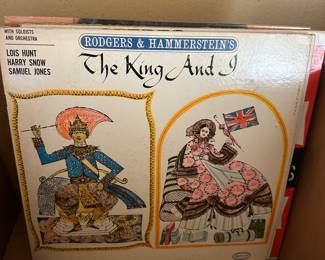 WITH SOLOISTS
AND ORCHESTRA
LOIS HUNT
HARRY SNOW
SAMUEL JONES
RODGERS & HAMMERSTEIN'S
The King And I